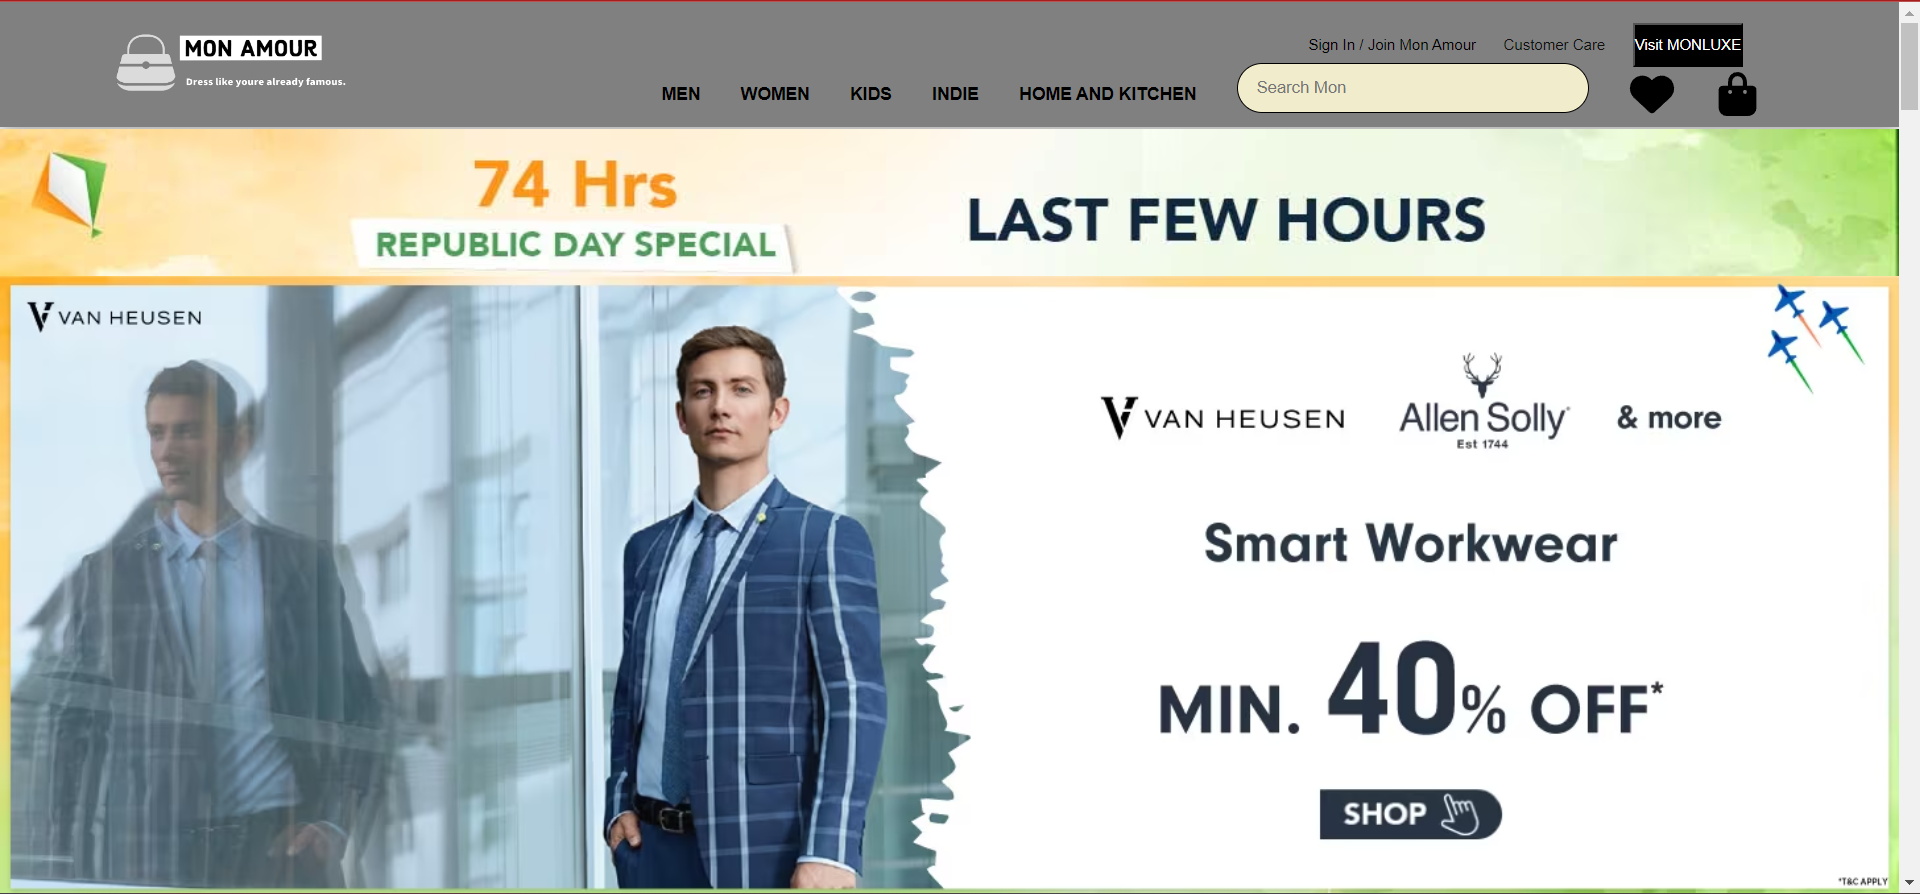 MON AMOUR
Dress like youre already famous.
Sign In / Join Mon Amour
Customer Care
Visit MONLUXE
MEN
WOMEN
KIDS
INDIE
HOME AND KITCHEN
Search Mon
74 Hrs
REPUBLIC DAY SPECIAL
LAST FEW HOURS
VAN HEUSEN
VAN HEUSEN
Allen Solly
Est 1744
& more
Smart Workwear
MIN. 40% OFF*
SHOP
*T&C APPLY